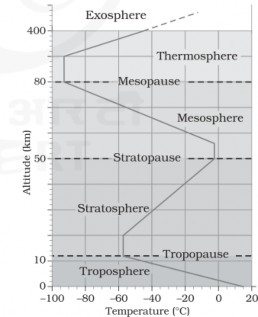 Exosphere
400
Thermosphere
80
Mesopause
Mesosphere
Altitude (km)
50
Stratopause
Stratosphere
Tropopause
10
Troposphere
0
−100 −80 −60 −40 −20 0 20
Temperature (°C)